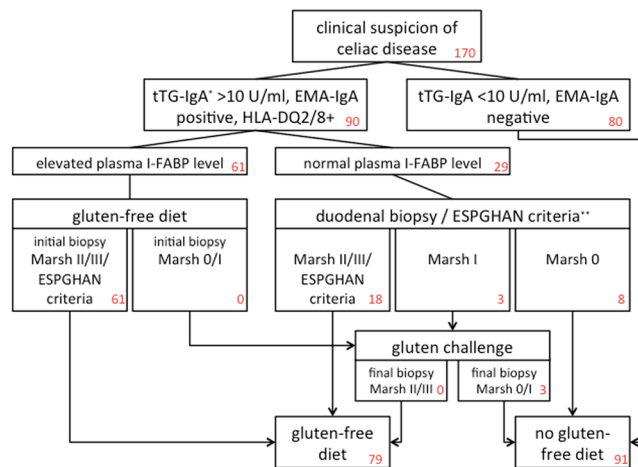 clinical suspicion of
celiac disease 170
tTG-IgA* >10 U/ml, EMA-IgA
positive, HLA-DQ2/8+ 90
tTG-IgA <10 U/ml, EMA-IgA
negative 80
elevated plasma I-FABP level 61
normal plasma I-FABP level 29
gluten-free diet
initial biopsy
Marsh II/III/
ESPGHAN
criteria 61
initial biopsy
Marsh 0/I
0
duodenal biopsy / ESPGHAN criteria**
Marsh II/III/
ESPGHAN
criteria 18
Marsh I
3
Marsh 0
8
gluten challenge
final biopsy
Marsh II/III 0
final biopsy
Marsh 0/I 3
gluten-free
diet 79
no gluten-
free diet 91